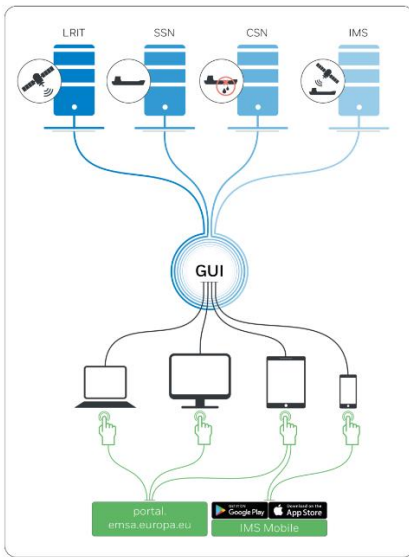 LRIT SSN CSN IMS
GUI
portal.
emsa.europa.eu
GET IT ON
Google Play
Download on the
App Store
IMS Mobile